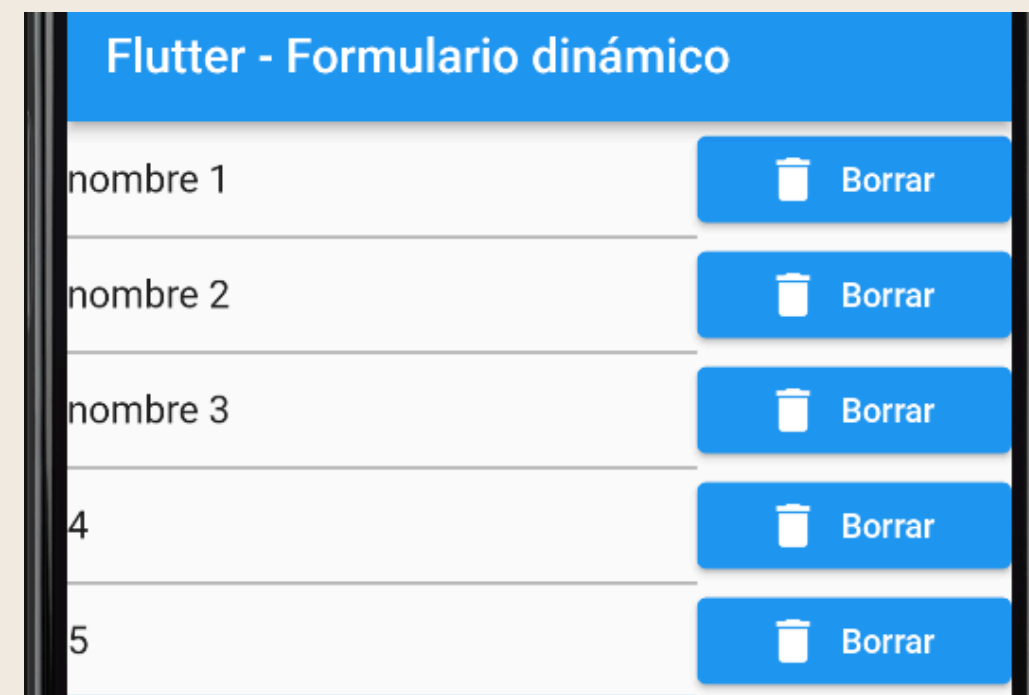 Flutter - Formulario dinámico
nombre 1 Borrar
nombre 2 Borrar
nombre 3 Borrar
4 Borrar
5 Borrar